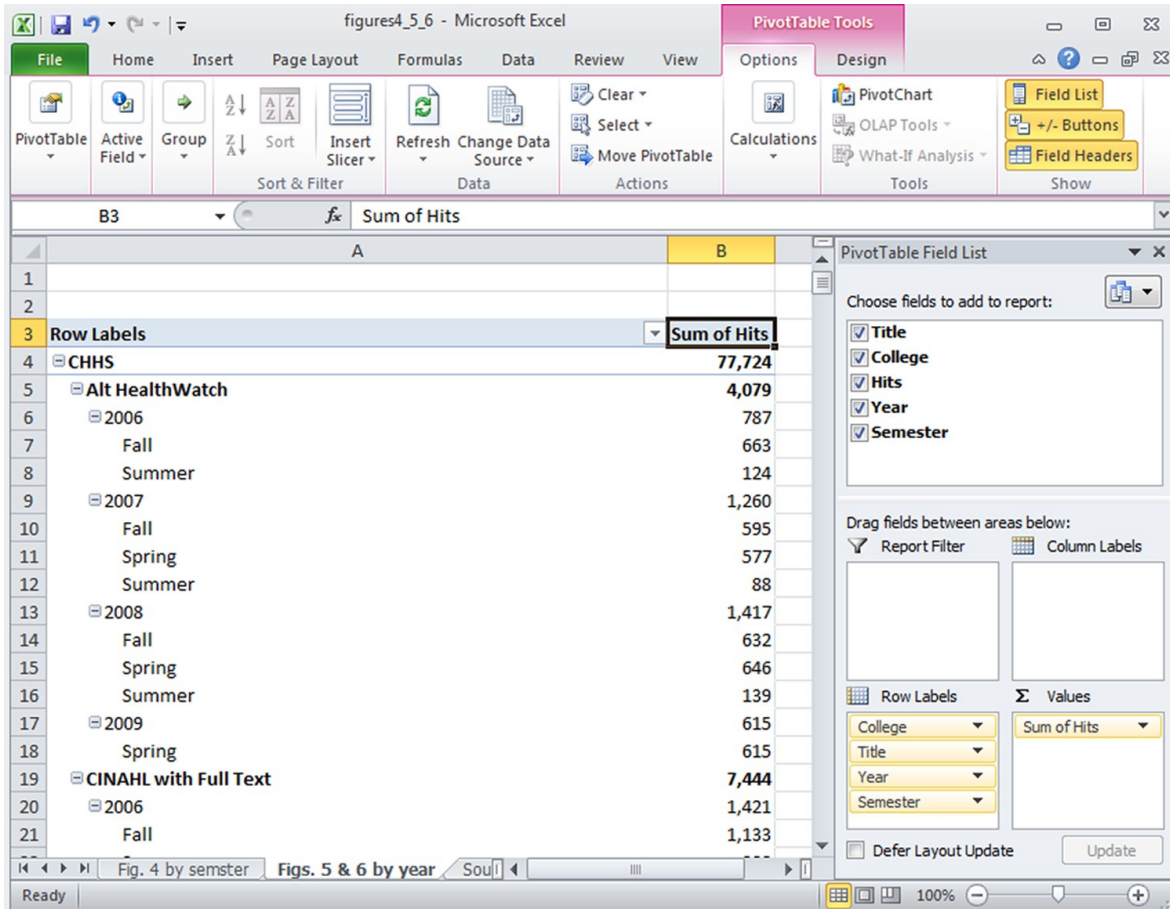 figures4_5_6 - Microsoft Excel
PivotTable Tools
File Home Insert Page Layout Formulas Data Review View Options Design
PivotTable
Active Field
Group
Sort
Insert Slicer
Sort & Filter
Refresh
Change Data Source
Data
Clear
Select
Move PivotTable
Actions
Calculations
PivotChart
OLAP Tools
What-If Analysis
Tools
Field List
+/- Buttons
Field Headers
Show
B3 fx Sum of Hits
A B
1
2
3 Row Labels Sum of Hits
4 CHHS 77,724
5 Alt HealthWatch 4,079
6 2006 787
7 Fall 663
8 Summer 124
9 2007 1,260
10 Fall 595
11 Spring 577
12 Summer 88
13 2008 1,417
14 Fall 632
15 Spring 646
16 Summer 139
17 2009 615
18 Spring 615
19 CINAHL with Full Text 7,444
20 2006 1,421
21 Fall 1,133
PivotTable Field List
Choose fields to add to report:
Title
College
Hits
Year
Semester
Drag fields between areas below:
Report Filter Column Labels
Row Labels Σ Values
College Sum of Hits
Title
Year
Semester
Defer Layout Update Update
Fig. 4 by semster Figs. 5 & 6 by year Sou
Ready 100%